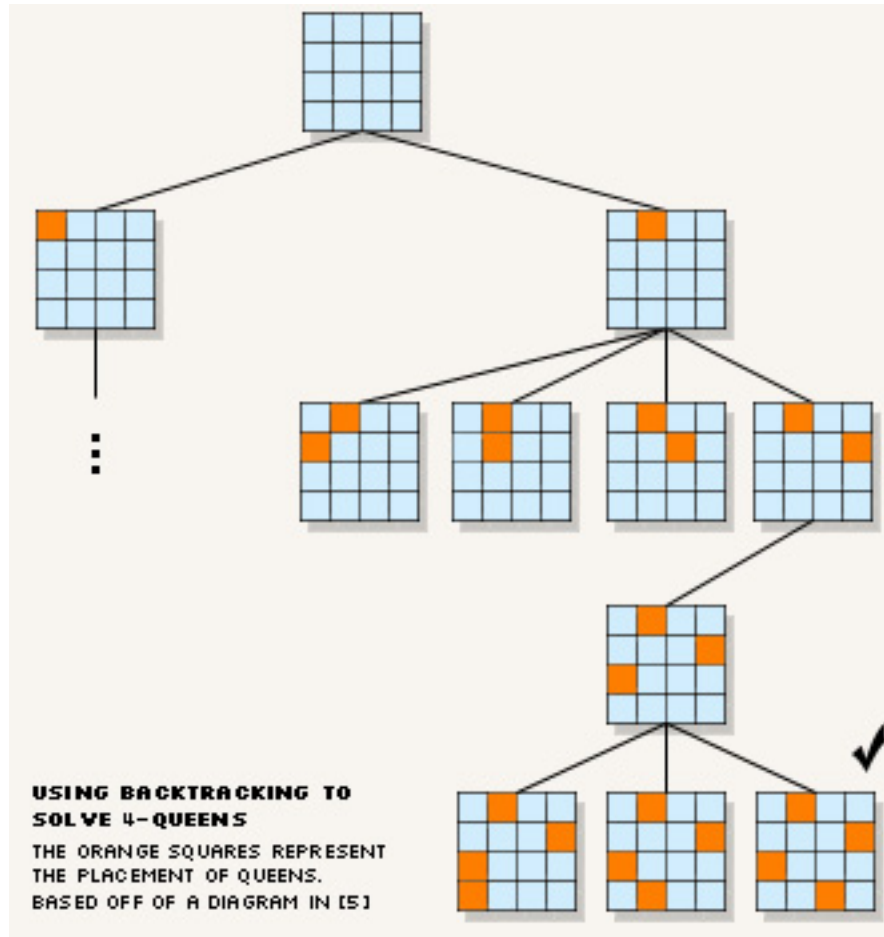 USING BACKTRACKING TO
SOLVE 4-QUEENS
THE ORANGE SQUARES REPRESENT
THE PLACEMENT OF QUEENS.
BASED OFF OF A DIAGRAM IN [5]